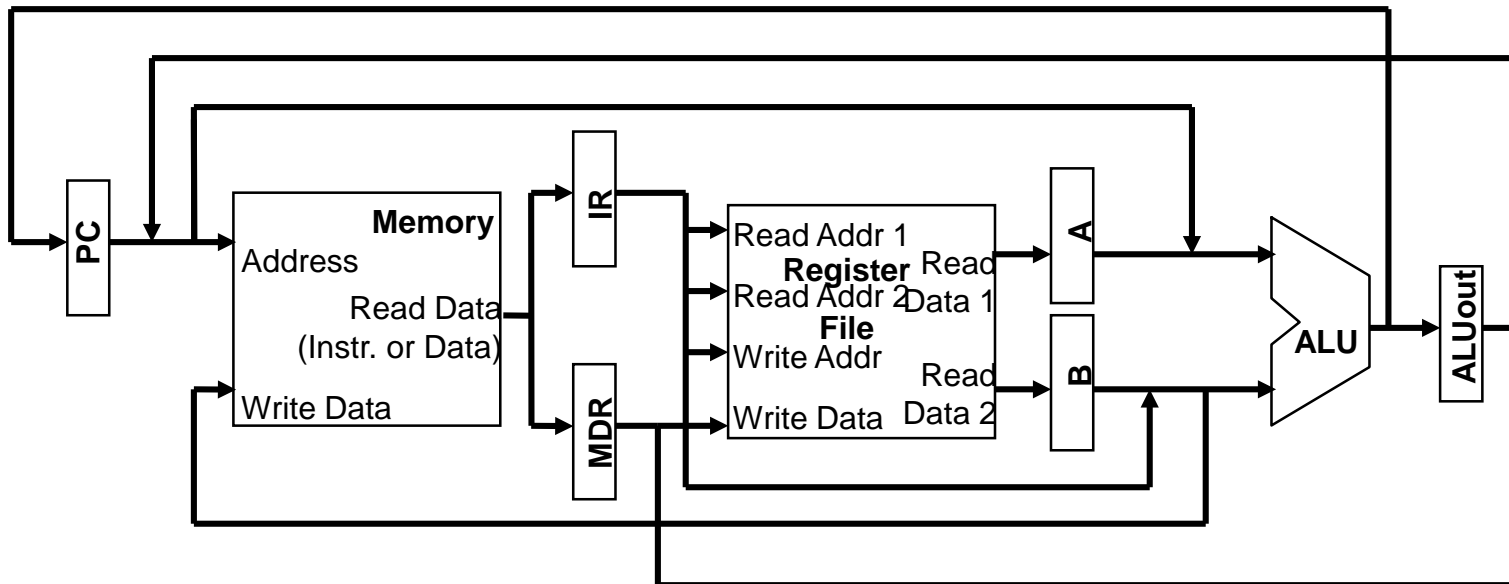 PC
Memory
Address
Read Data
(Instr. or Data)
Write Data
IR
MDR
Read Addr 1
Register
Read Addr 2
File
Write Addr
Write Data
Read
Data 1
Read
Data 2
A
B
ALU
ALUout